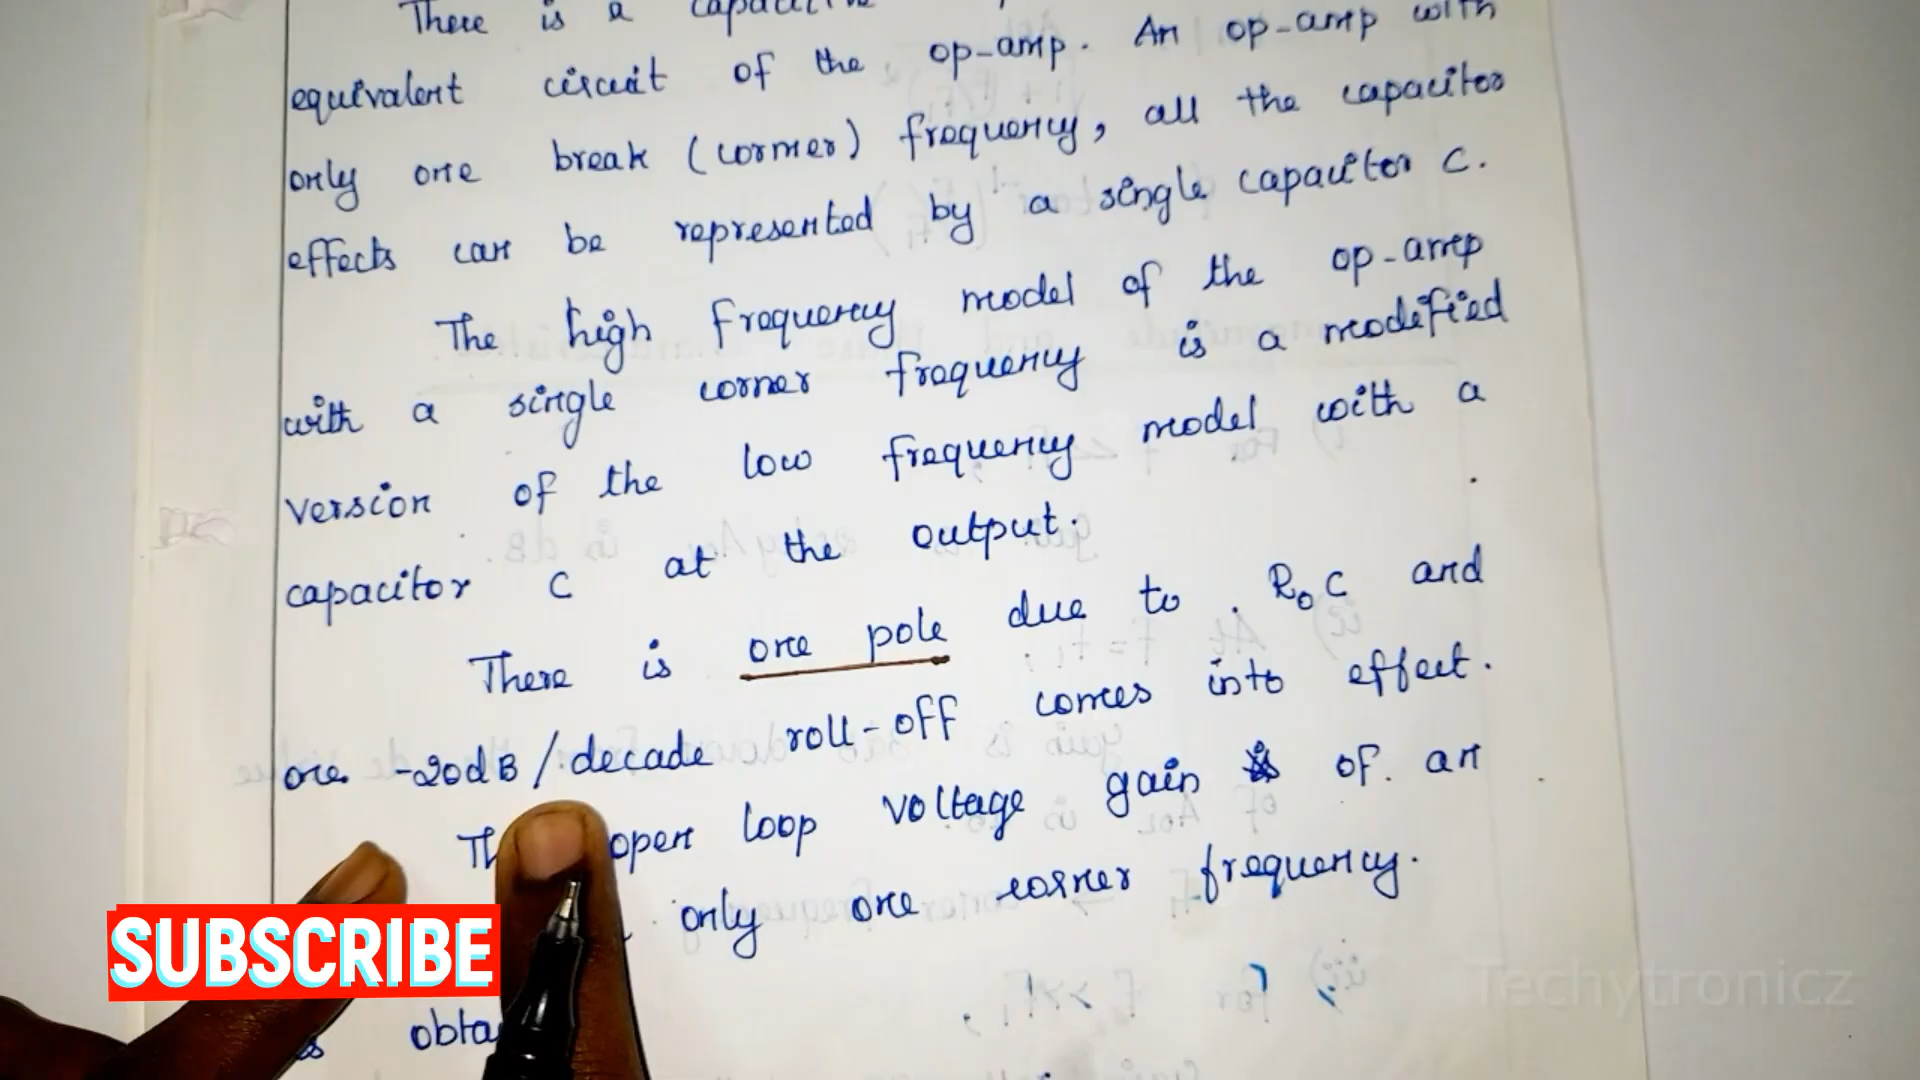 There is a
equivalent circuit of the op-amp. An op-amp with
only one break (corner) frequency, all the capacitor
effects can be represented by a single capacitor C.
The high frequency model of the op-amp
with a single corner frequency is a modified
version of the low frequency model with a
capacitor C at the output.
There is one pole due to R₀C and
one -20dB/decade roll-off comes into effect.
open loop voltage gain of an
only one corner frequency.
SUBSCRIBE
Techytronicz